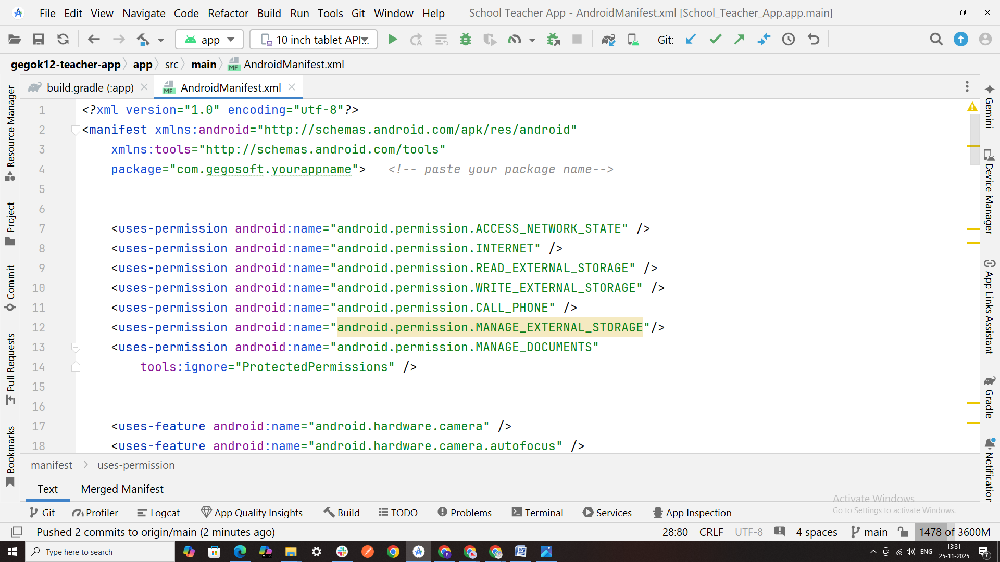 File Edit View Navigate Code Refactor Build Run Tools Git Window Help School Teacher App - AndroidManifest.xml [School_Teacher_App.app.main]
app 10 inch tablet API... Git:
gegok12-teacher-app app src main AndroidManifest.xml
build.gradle (:app) AndroidManifest.xml
1 <?xml version="1.0" encoding="utf-8"?>
2 <manifest xmlns:android="http://schemas.android.com/apk/res/android"
3 xmlns:tools="http://schemas.android.com/tools"
4 package="com.gegosoft.yourappname"> <!-- paste your package name-->
5
6
7 <uses-permission android:name="android.permission.ACCESS_NETWORK_STATE" />
8 <uses-permission android:name="android.permission.INTERNET" />
9 <uses-permission android:name="android.permission.READ_EXTERNAL_STORAGE" />
10 <uses-permission android:name="android.permission.WRITE_EXTERNAL_STORAGE" />
11 <uses-permission android:name="android.permission.CALL_PHONE" />
12 <uses-permission android:name="android.permission.MANAGE_EXTERNAL_STORAGE"/>
13 <uses-permission android:name="android.permission.MANAGE_DOCUMENTS"
14 tools:ignore="ProtectedPermissions" />
15
16
17 <uses-feature android:name="android.hardware.camera" />
18 <uses-feature android:name="android.hardware.camera.autofocus" />
Resource Manager
Project
Commit
Pull Requests
Bookmarks
Gemini
Device Manager
App Links Assistant
Gradle
Notification
manifest uses-permission
Text Merged Manifest
Activate Windows
Go to Settings to activate Windows.
Git Profiler Logcat App Quality Insights Build TODO Problems Terminal Services App Inspection
Pushed 2 commits to origin/main (2 minutes ago) 28:80 CRLF UTF-8 4 spaces main 1478 of 3600M
Type here to search M365 ENG 13:31
25-11-2025 7